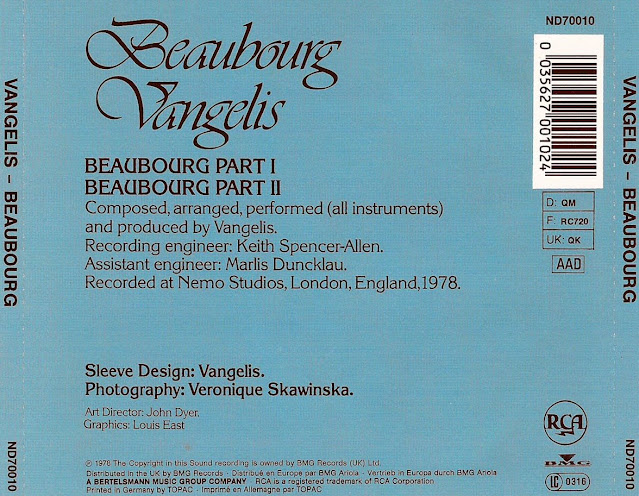 Beaubourg
Vangelis
BEAUBOURG PART I
BEAUBOURG PART II
Composed, arranged, performed (all instruments)
and produced by Vangelis.
Recording engineer: Keith Spencer-Allen.
Assistant engineer: Marlis Duncklau.
Recorded at Nemo Studios, London, England,1978.
Sleeve Design: Vangelis.
Photography: Veronique Skawinska.
Art Director: John Dyer.
Graphics: Louis East
℗ 1978 The Copyright in this Sound recording is owned by BMG Records (UK) Ltd.
Distributed in the UK by BMG Records · Distribué en Europe par BMG Ariola · Vertrieb in Europa durch BMG Ariola
A BERTELSMANN MUSIC GROUP COMPANY · RCA is a registered trademark of RCA Corporation
Printed in Germany by TOPAC · Imprimé en Allemagne par TOPAC
ND70010
0 035627 001024
D: QM
F: RC720
UK: QK
AAD
RCA
BMG
LC 0316
VANGELIS – BEAUBOURG
ND70010
VANGELIS – BEAUBOURG
ND70010